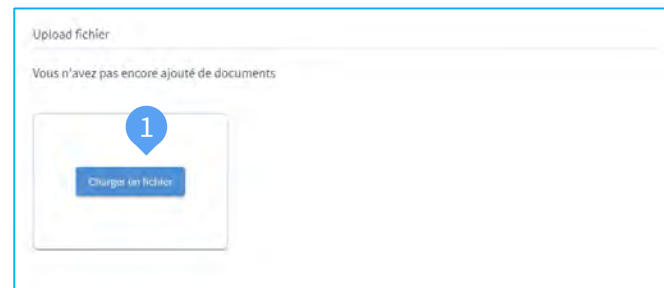 Upload fichier
Vous n'avez pas encore ajouté de documents
1
Charger un fichier